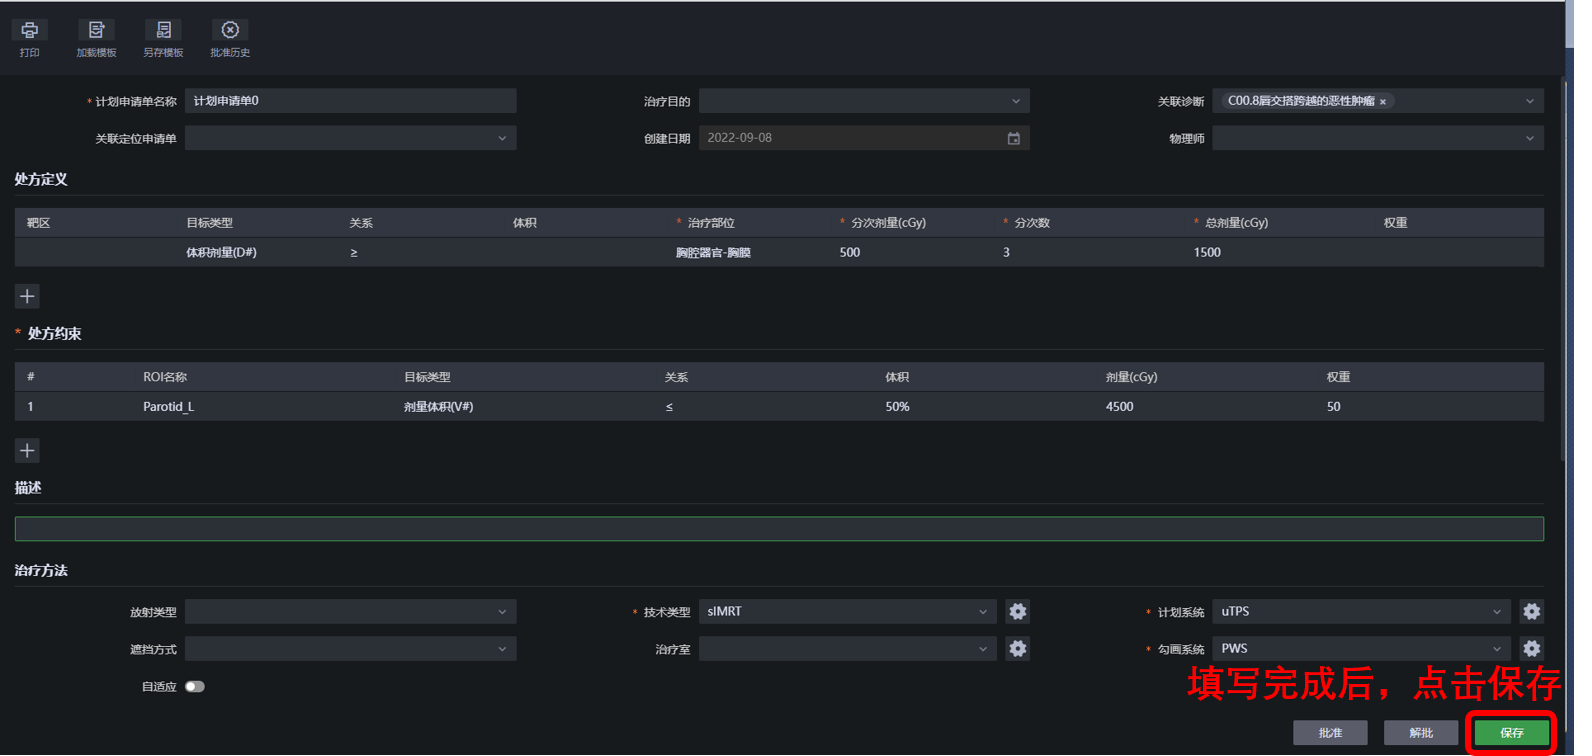 打印 加载模板 另存模板 批准历史
* 计划申请单名称 计划申请单0 治疗目的 关联诊断 C00.8唇交搭跨越的恶性肿瘤 ×
关联定位申请单 创建日期 2022-09-08 物理师
处方定义
靶区 目标类型 关系 体积 * 治疗部位 * 分次剂量(cGy) * 分次数 * 总剂量(cGy) 权重
体积剂量(D#) ≥ 胸腔器官-胸膜 500 3 1500
* 处方约束
# ROI名称 目标类型 关系 体积 剂量(cGy) 权重
1 Parotid_L 剂量体积(V#) ≤ 50% 4500 50
描述
治疗方法
放射类型 * 技术类型 sIMRT * 计划系统 uTPS
遮挡方式 治疗室 * 勾画系统 PWS
自适应
填写完成后，点击保存
批准 解批 保存